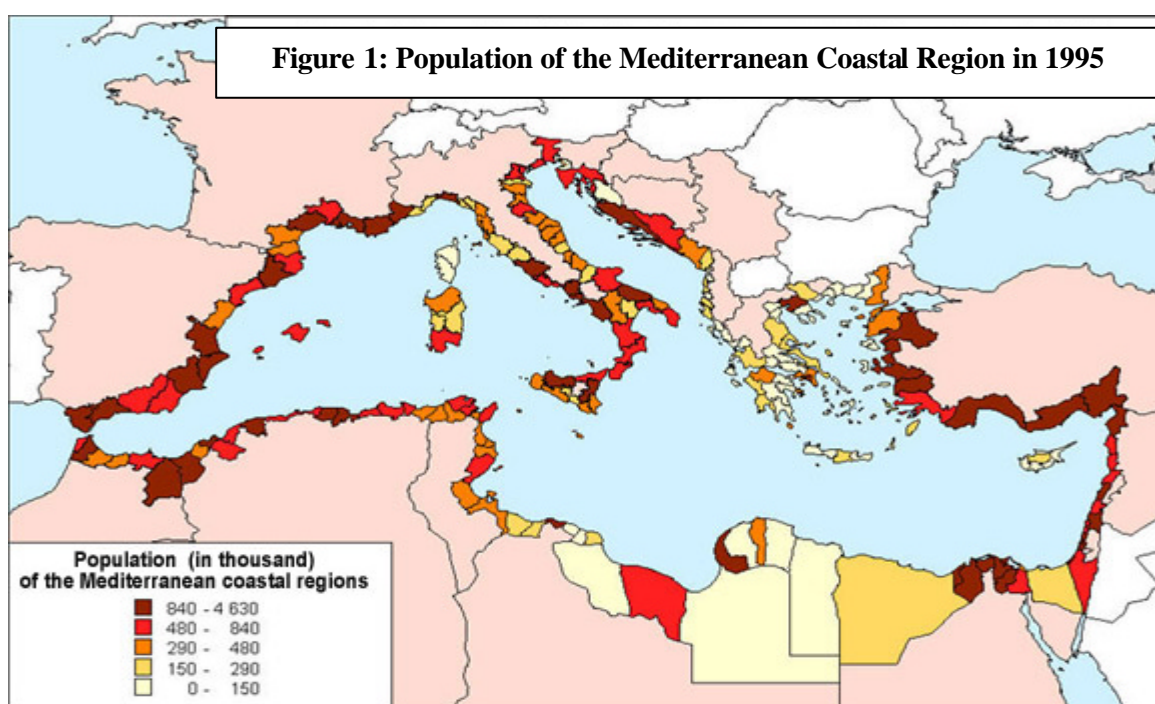 Figure 1: Population of the Mediterranean Coastal Region in 1995
Population (in thousand)
of the Mediterranean coastal regions
840 - 4 630
480 - 840
290 - 480
150 - 290
0 - 150